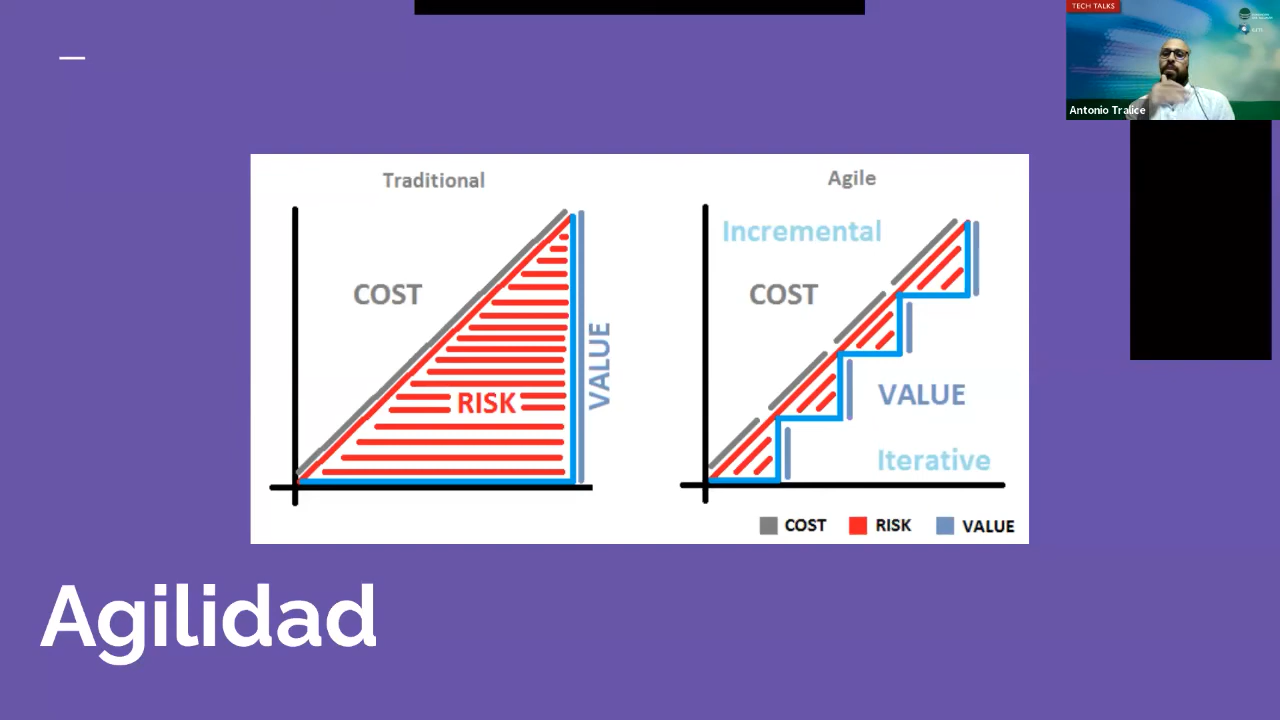 TECH TALKS
Antonio Tralice
Traditional
Agile
Incremental
COST
COST
VALUE
RISK
VALUE
Iterative
COST
RISK
VALUE
Agilidad